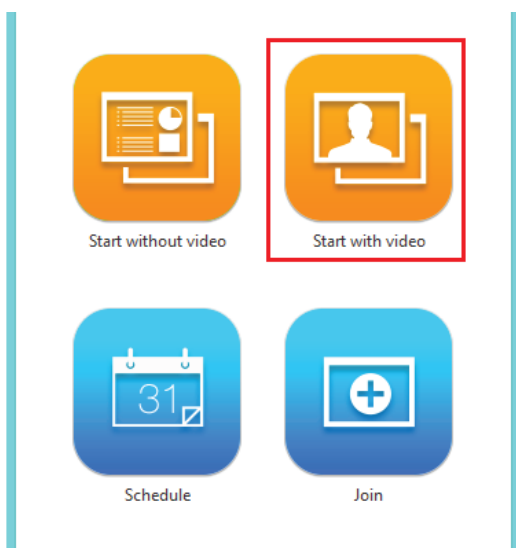 Start without video
Start with video
31
Schedule
Join